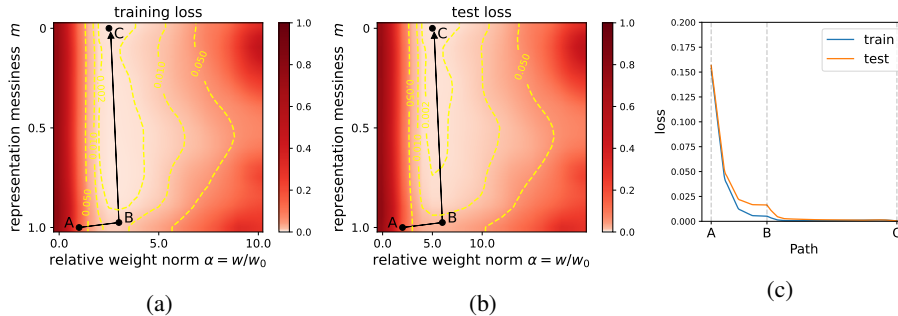 training loss
representation messiness m
0
0.5
1.0
0.0
5.0
10.0
relative weight norm α = w/w₀
A
B
C
0.050
0.050
1.0
0.8
0.6
0.4
0.2
0.0
(a)
test loss
representation messiness m
0
0.5
1.0
0.0
5.0
10.0
relative weight norm α = w/w₀
A
B
C
0.050
0.050
1.0
0.8
0.6
0.4
0.2
0.0
(b)
loss
0.200
0.175
0.150
0.125
0.100
0.075
0.050
0.025
0.000
train
test
A
B
C
Path
(c)